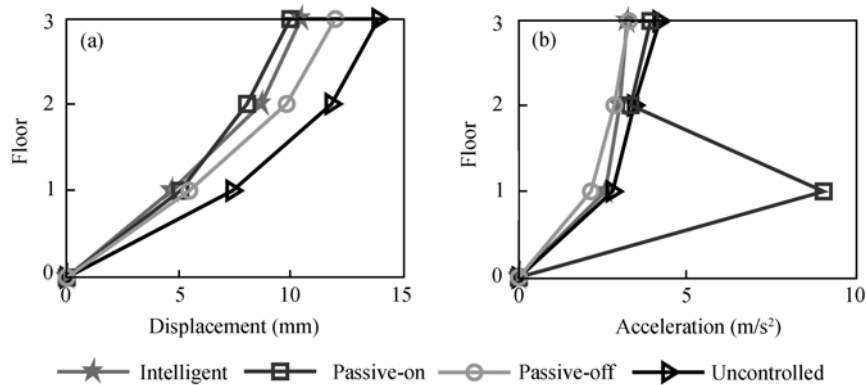 (a)
3
2
1
0
Floor
0 5 10 15
Displacement (mm)
(b)
3
2
1
0
Floor
0 5 10
Acceleration (m/s²)
Intelligent Passive-on Passive-off Uncontrolled